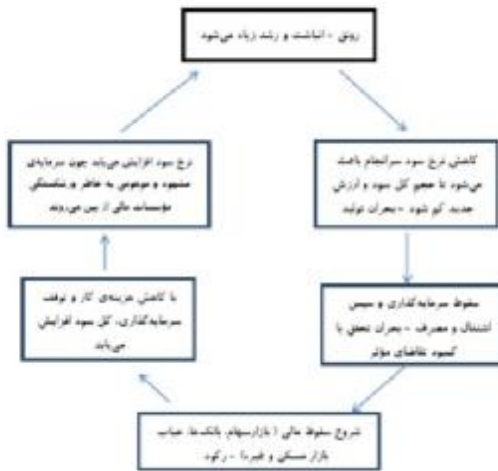 رونق - انباشت و رشد زیاد می‌شود
کاهش نرخ سود سرانجام باعث
می‌شود تا حجم کل سود و ارزش
جدید کم شود - بحران تولید
سقوط سرمایه‌گذاری و سپس
اشتغال و مصرف - بحران تحقق یا
کمبود تقاضای مؤثر
شروع سقوط مالی ( بازارسهام، بانک‌ها، حباب
بازار مسکن و غیره) - رکود
با کاهش هزینه‌ی کار و توقف
سرمایه‌گذاری، کل سود افزایش
می‌یابد
نرخ سود افزایش می‌یابد چون سرمایه‌ی
و موهومی به خاطر ورشکستگی
مؤسسات مالی از بین می‌روند